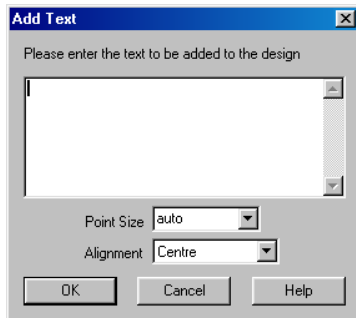 Add Text
Please enter the text to be added to the design
Point Size auto
Alignment Centre
OK Cancel Help